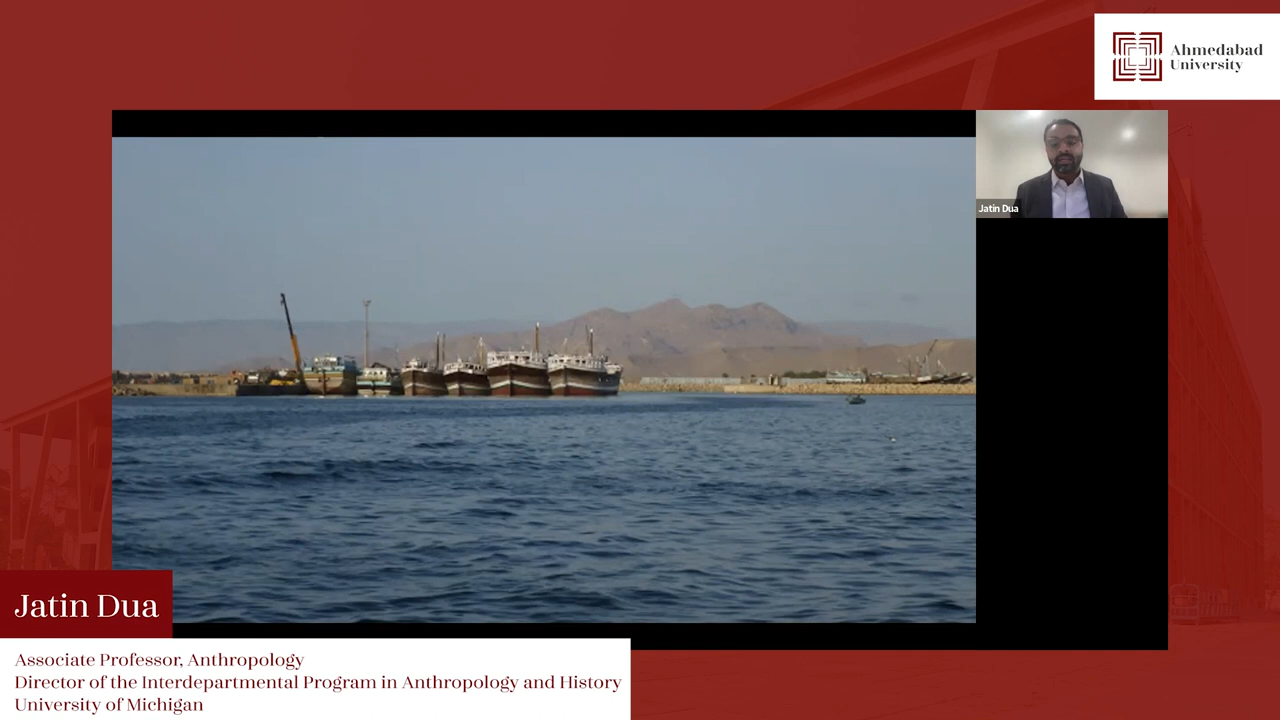 Ahmedabad
University
Jatin Dua
Jatin Dua
Associate Professor, Anthropology
Director of the Interdepartmental Program in Anthropology and History
University of Michigan